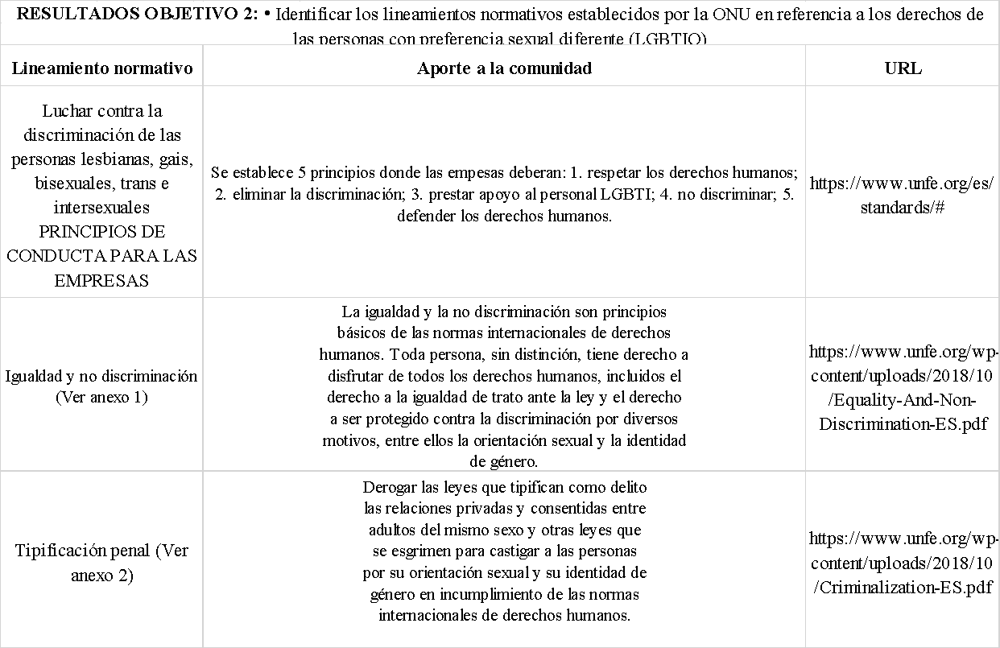 RESULTADOS OBJETIVO 2: • Identificar los lineamientos normativos establecidos por la ONU en referencia a los derechos de
las personas con preferencia sexual diferente (LGBTIQ)
Lineamiento normativo
Aporte a la comunidad
URL
Luchar contra la
discriminación de las
personas lesbianas, gais,
bisexuales, trans e
intersexuales
PRINCIPIOS DE
CONDUCTA PARA LAS
EMPRESAS
Se establece 5 principios donde las empesas deberan: 1. respetar los derechos humanos;
2. eliminar la discriminación; 3. prestar apoyo al personal LGBTI; 4. no discriminar; 5.
defender los derechos humanos.
https://www.unfe.org/es/
standards/#
Igualdad y no discriminación
(Ver anexo 1)
La igualdad y la no discriminación son principios
básicos de las normas internacionales de derechos
humanos. Toda persona, sin distinción, tiene derecho a
disfrutar de todos los derechos humanos, incluidos el
derecho a la igualdad de trato ante la ley y el derecho
a ser protegido contra la discriminación por diversos
motivos, entre ellos la orientación sexual y la identidad
de género.
https://www.unfe.org/wp-
content/uploads/2018/10
/Equality-And-Non-
Discrimination-ES.pdf
Tipificación penal (Ver
anexo 2)
Derogar las leyes que tipifican como delito
las relaciones privadas y consentidas entre
adultos del mismo sexo y otras leyes que
se esgrimen para castigar a las personas
por su orientación sexual y su identidad de
género en incumplimiento de las normas
internacionales de derechos humanos.
https://www.unfe.org/wp-
content/uploads/2018/10
/Criminalization-ES.pdf